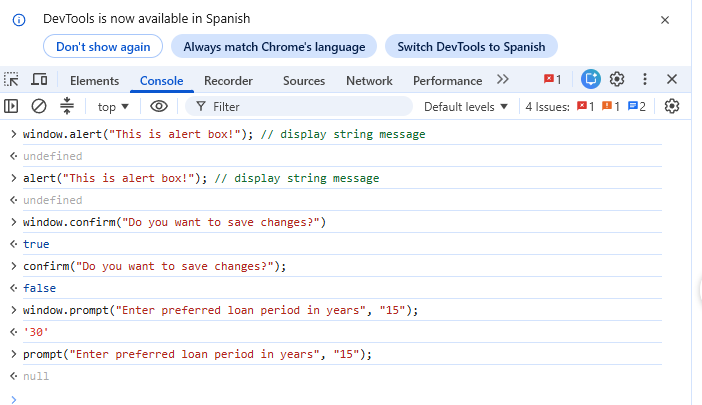 DevTools is now available in Spanish
Don't show again Always match Chrome's language Switch DevTools to Spanish
Elements Console Recorder Sources Network Performance 1
top Filter Default levels 4 Issues: 1 1 2
window.alert("This is alert box!"); // display string message
undefined
alert("This is alert box!"); // display string message
undefined
window.confirm("Do you want to save changes?")
true
confirm("Do you want to save changes?");
false
window.prompt("Enter preferred loan period in years", "15");
'30'
prompt("Enter preferred loan period in years", "15");
null